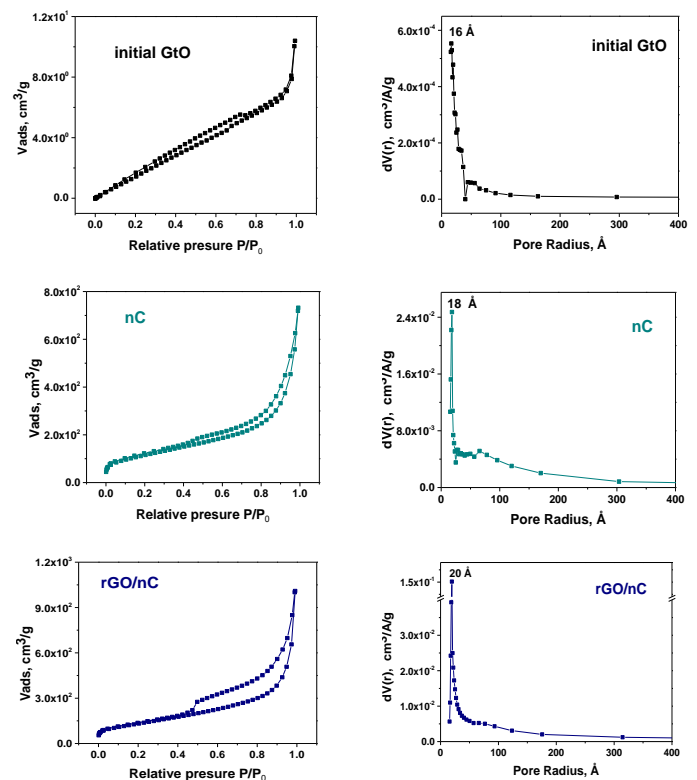 initial GtO
1.2x10¹
8.0x10⁰
4.0x10⁰
0.0
0.0 0.2 0.4 0.6 0.8 1.0
Vads, cm³/g
Relative presure P/P₀
16 Å
initial GtO
6.0x10⁻⁴
4.0x10⁻⁴
2.0x10⁻⁴
0.0
0 100 200 300 400
dV(r), cm³/A/g
Pore Radius, Å
nC
8.0x10²
6.0x10²
4.0x10²
2.0x10²
0.0
0.0 0.2 0.4 0.6 0.8 1.0
Vads, cm³/g
Relative presure P/P₀
18 Å
nC
2.4x10⁻²
1.6x10⁻²
8.0x10⁻³
0.0
0 100 200 300 400
dV(r), cm³/A/g
Pore Radius, Å
rGO/nC
1.2x10³
9.0x10²
6.0x10²
3.0x10²
0.0
0.0 0.2 0.4 0.6 0.8 1.0
Vads, cm³/g
Relative presure P/P₀
20 Å
rGO/nC
1.5x10⁻¹
3.0x10⁻²
2.0x10⁻²
1.0x10⁻²
0.0
0 100 200 300 400
dV(r), cm³/A/g
Pore Radius, Å